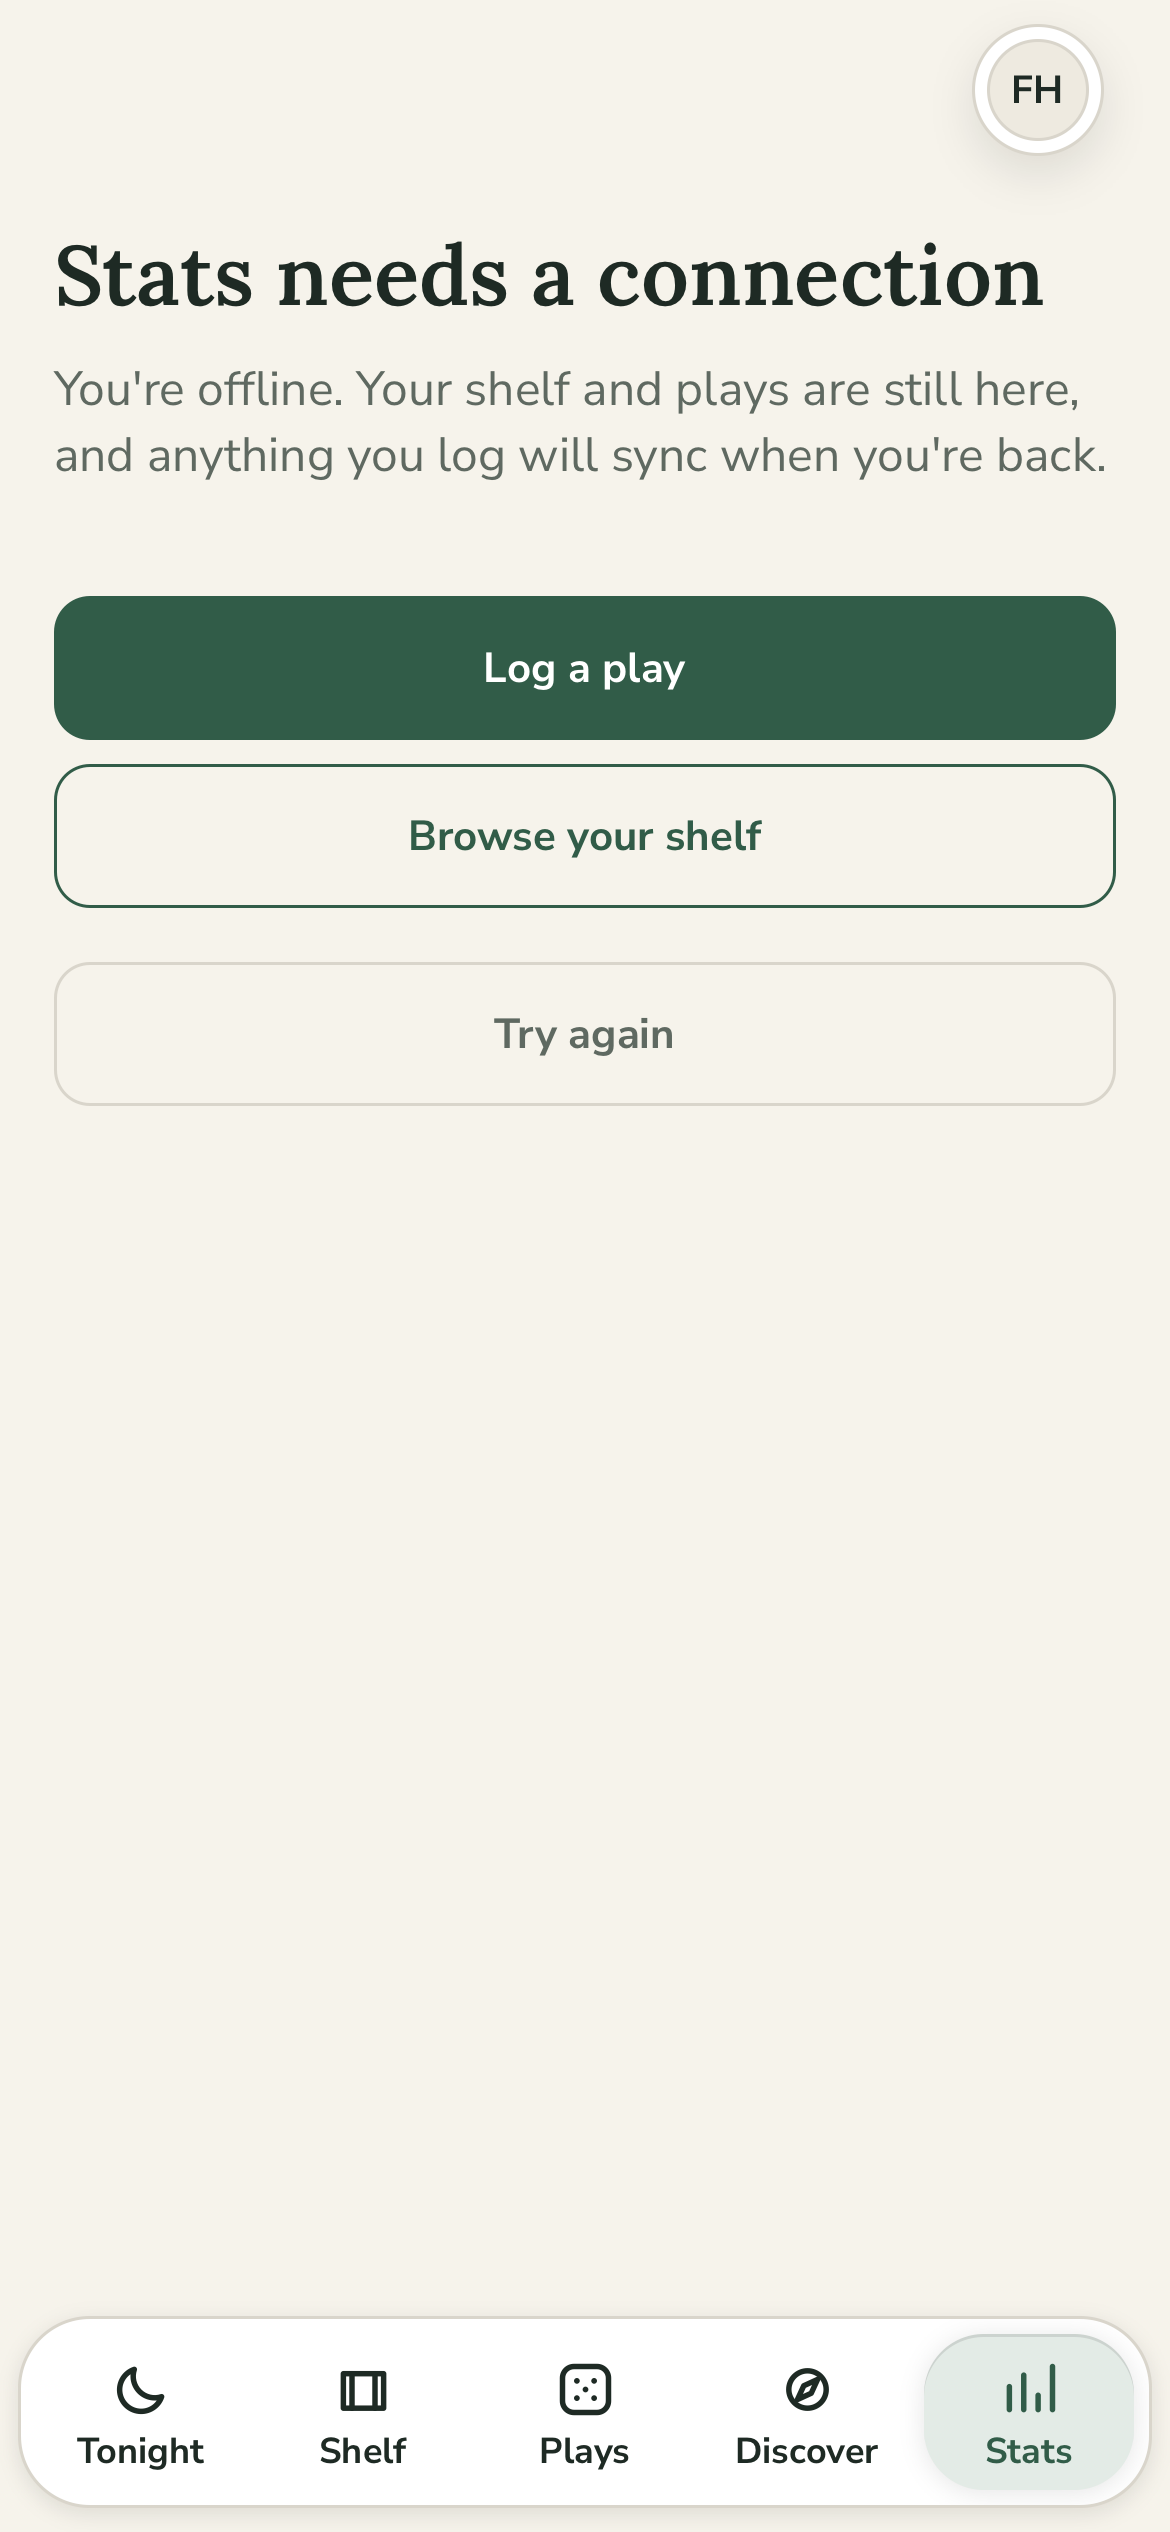 FH
Stats needs a connection
You're offline. Your shelf and plays are still here,
and anything you log will sync when you're back.
Log a play
Browse your shelf
Try again
Tonight
Shelf
Plays
Discover
Stats